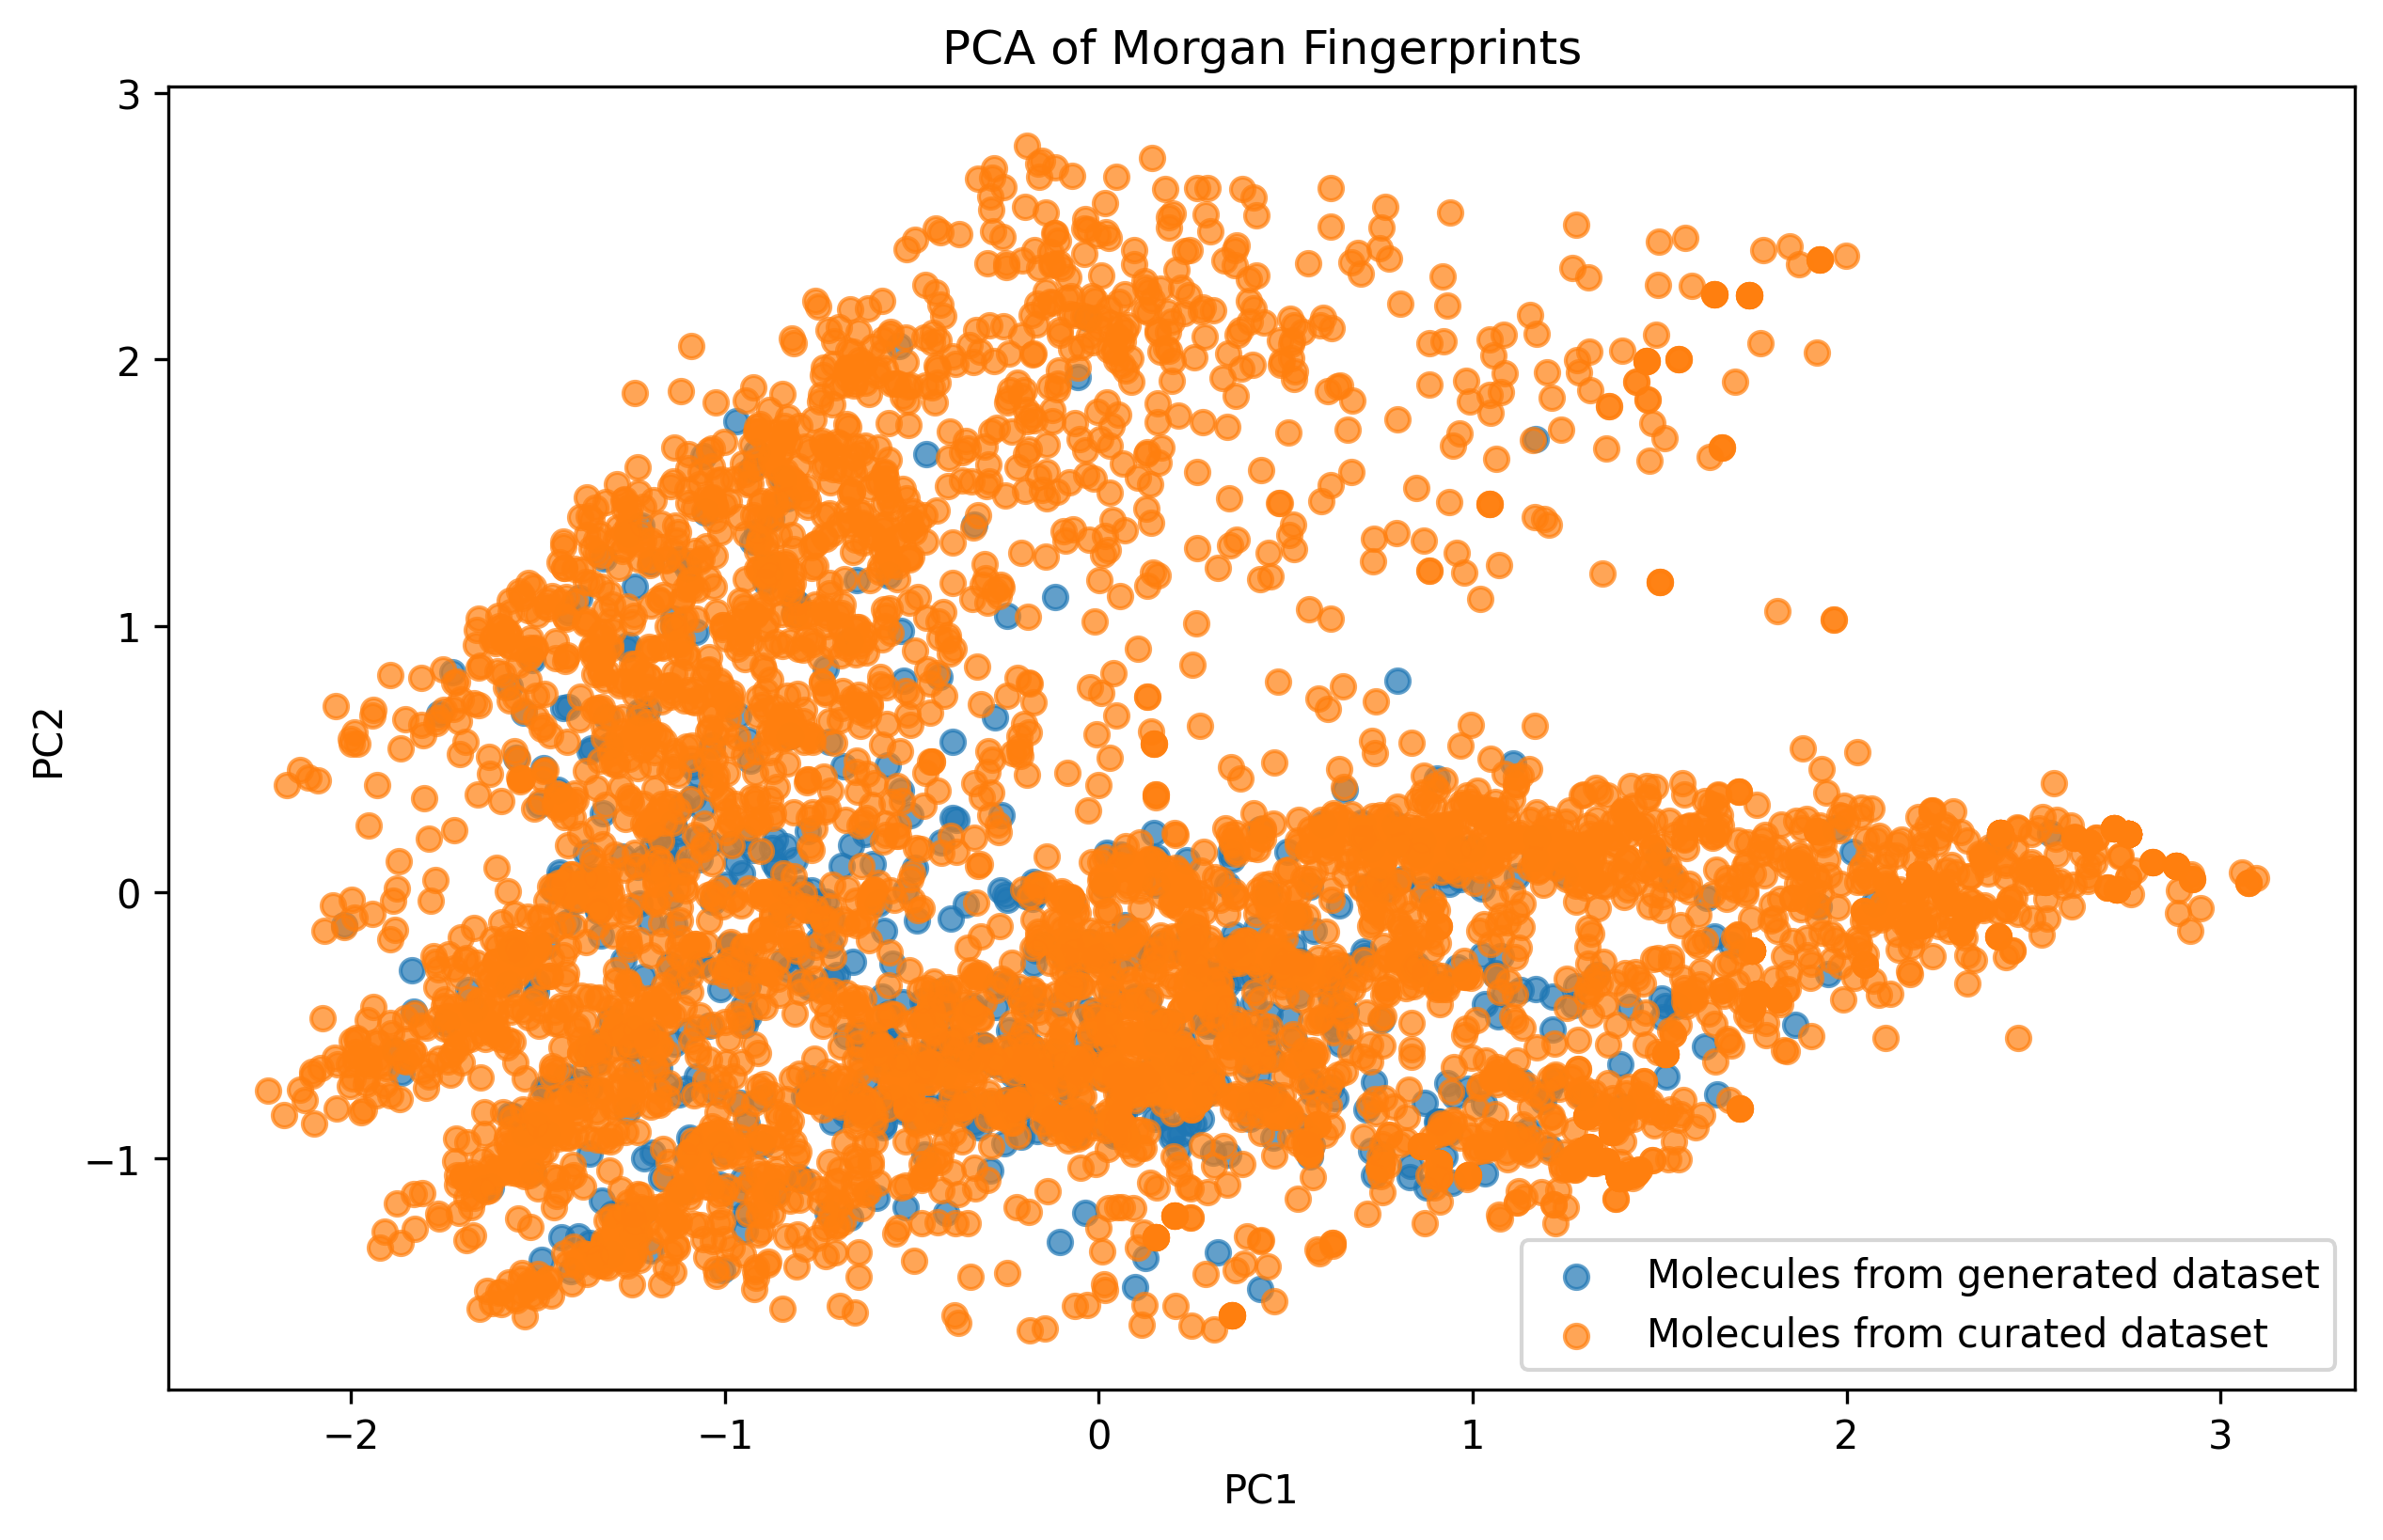 PCA of Morgan Fingerprints
3
2
1
0
−1
PC2
−2
−1
0
1
2
3
PC1
Molecules from generated dataset
Molecules from curated dataset